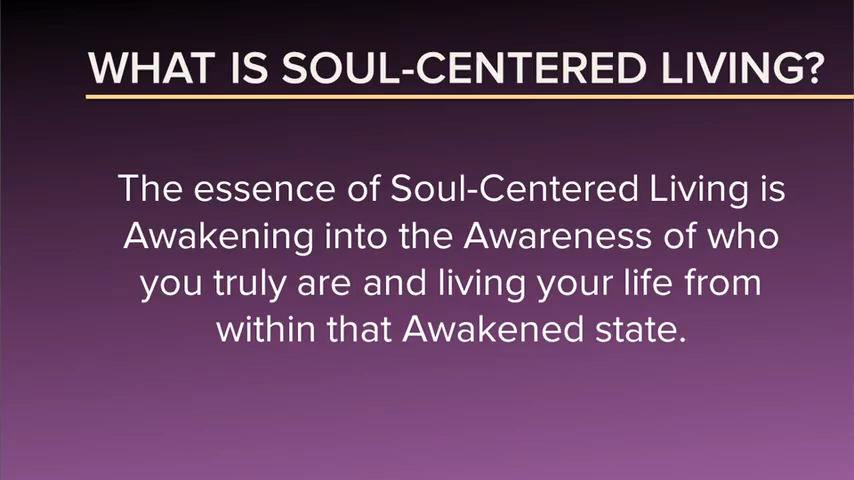 WHAT IS SOUL-CENTERED LIVING?
The essence of Soul-Centered Living is
Awakening into the Awareness of who
you truly are and living your life from
within that Awakened state.